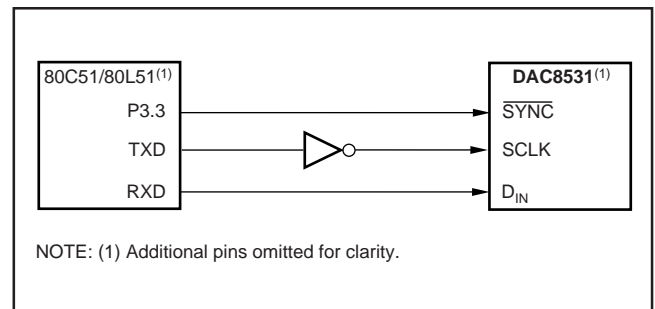 80C51/80L51(1)
P3.3
TXD
RXD
DAC8531(1)
SYNC
SCLK
DIN
NOTE: (1) Additional pins omitted for clarity.